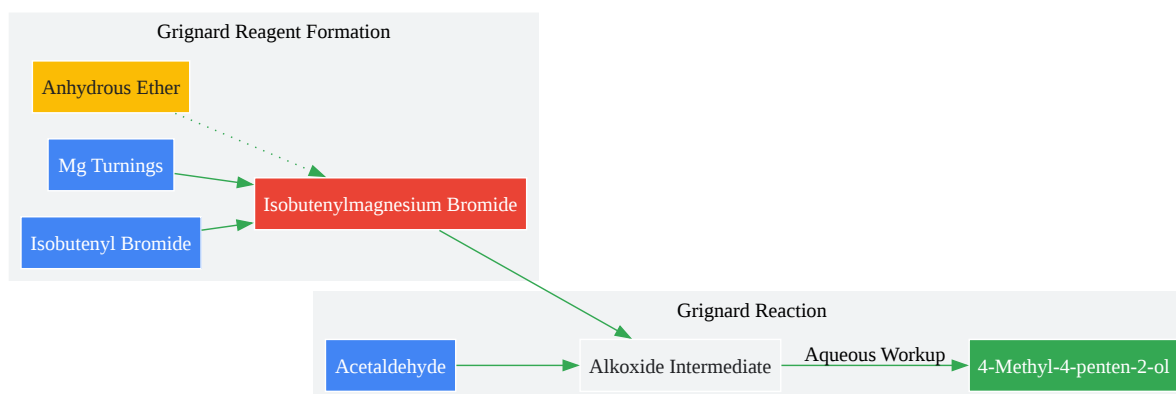 Grignard Reagent Formation
Anhydrous Ether
Mg Turnings
Isobutenylmagnesium Bromide
Isobutenyl Bromide
Grignard Reaction
Acetaldehyde
Alkoxide Intermediate
Aqueous Workup
4-Methyl-4-penten-2-ol